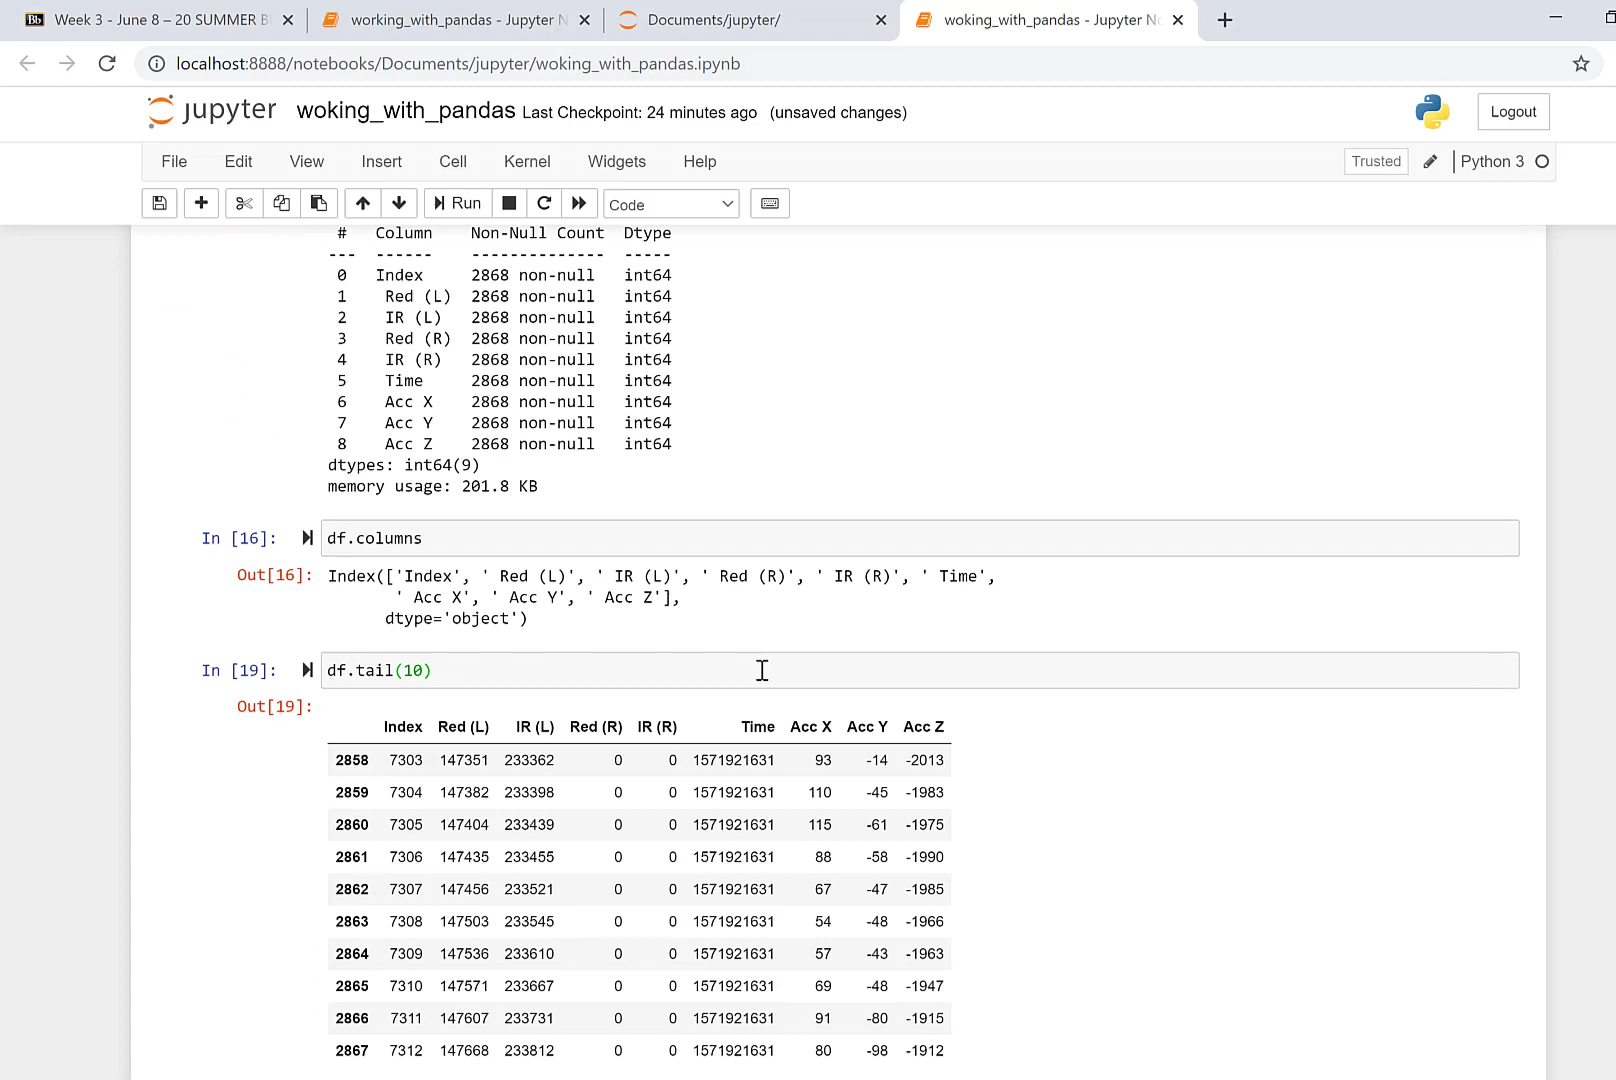 Week 3 - June 8 – 20 SUMMER B
working_with_pandas - Jupyter N
Documents/jupyter/
woking_with_pandas - Jupyter No
localhost:8888/notebooks/Documents/jupyter/woking_with_pandas.ipynb
jupyter woking_with_pandas Last Checkpoint: 24 minutes ago (unsaved changes)
Logout
File Edit View Insert Cell Kernel Widgets Help
Trusted Python 3
Run Code
# Column Non-Null Count Dtype
--- ------ -------------- -----
0 Index 2868 non-null int64
1 Red (L) 2868 non-null int64
2 IR (L) 2868 non-null int64
3 Red (R) 2868 non-null int64
4 IR (R) 2868 non-null int64
5 Time 2868 non-null int64
6 Acc X 2868 non-null int64
7 Acc Y 2868 non-null int64
8 Acc Z 2868 non-null int64
dtypes: int64(9)
memory usage: 201.8 KB
In [16]: df.columns
Out[16]: Index(['Index', ' Red (L)', ' IR (L)', ' Red (R)', ' IR (R)', ' Time',
' Acc X', ' Acc Y', ' Acc Z'],
dtype='object')
In [19]: df.tail(10)
Out[19]:
Index Red (L) IR (L) Red (R) IR (R) Time Acc X Acc Y Acc Z
2858 7303 147351 233362 0 0 1571921631 93 -14 -2013
2859 7304 147382 233398 0 0 1571921631 110 -45 -1983
2860 7305 147404 233439 0 0 1571921631 115 -61 -1975
2861 7306 147435 233455 0 0 1571921631 88 -58 -1990
2862 7307 147456 233521 0 0 1571921631 67 -47 -1985
2863 7308 147503 233545 0 0 1571921631 54 -48 -1966
2864 7309 147536 233610 0 0 1571921631 57 -43 -1963
2865 7310 147571 233667 0 0 1571921631 69 -48 -1947
2866 7311 147607 233731 0 0 1571921631 91 -80 -1915
2867 7312 147668 233812 0 0 1571921631 80 -98 -1912